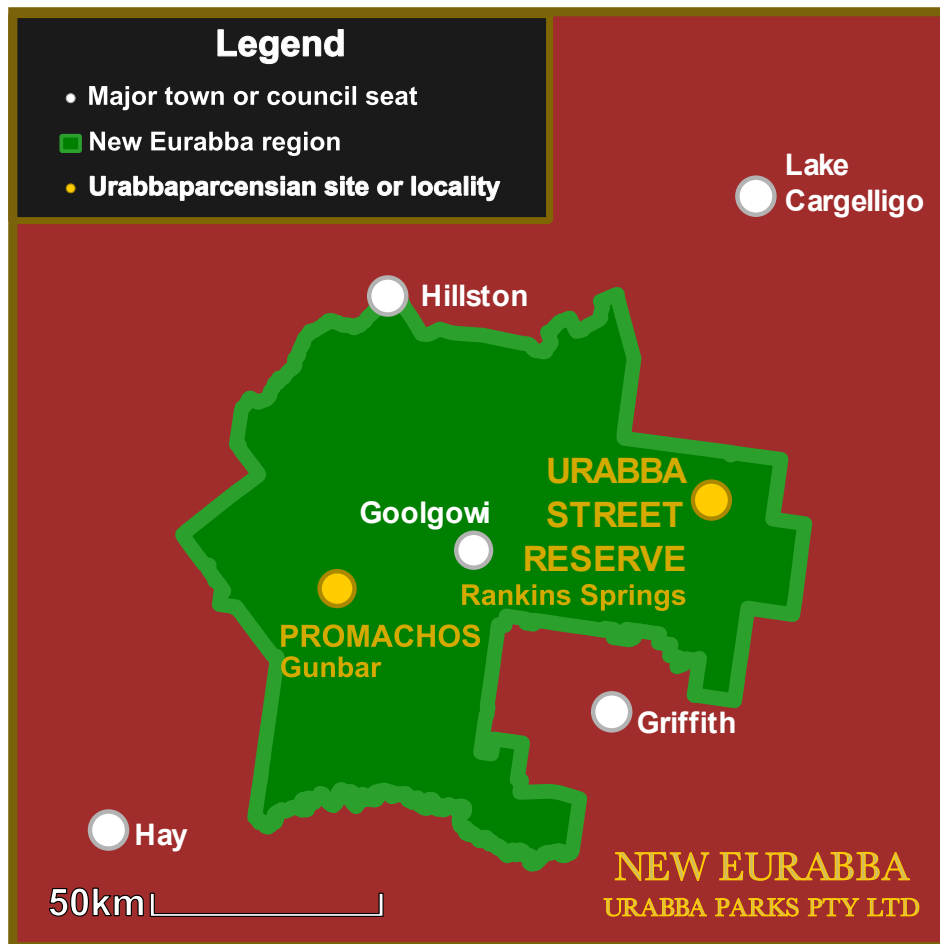 Legend
Major town or council seat
New Eurabba region
Urabbaparcensian site or locality
Lake
Cargelligo
Hillston
URABBA
STREET
RESERVE
Rankins Springs
Goolgowi
PROMACHOS
Gunbar
Griffith
Hay
50km
NEW EURABBA
URABBA PARKS PTY LTD